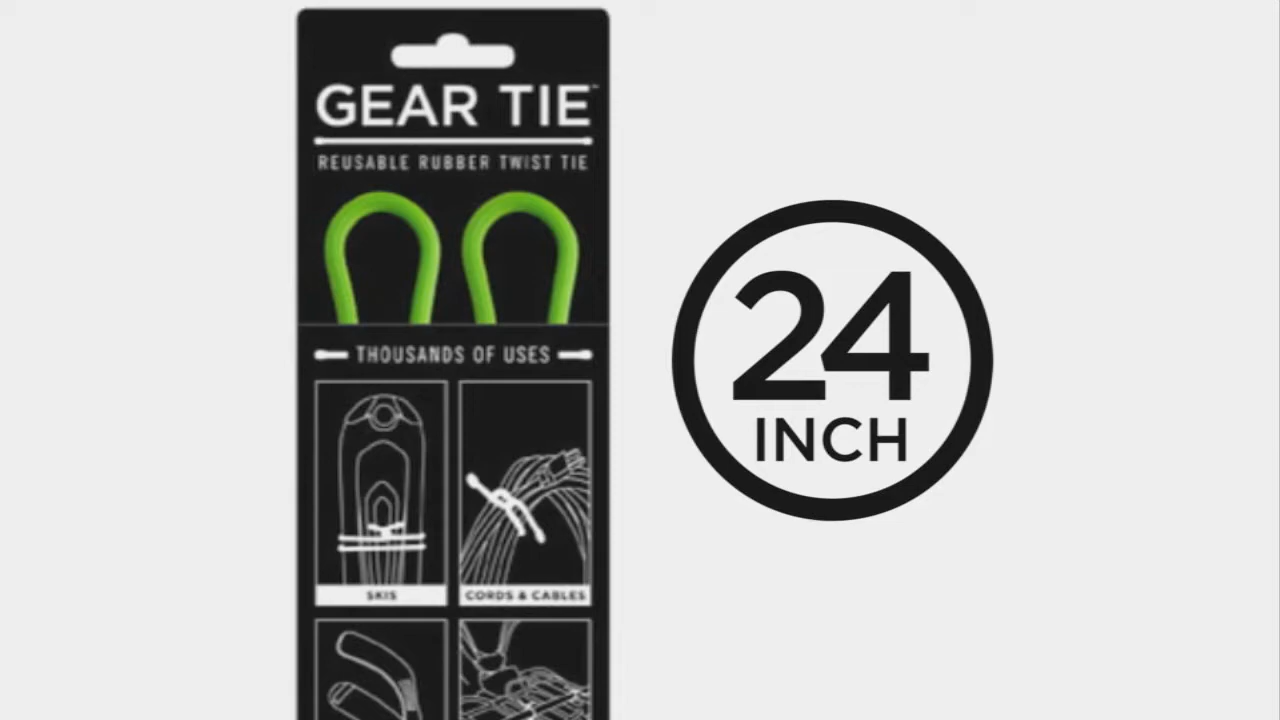 GEAR TIE™
REUSABLE RUBBER TWIST TIE
THOUSANDS OF USES
SKIS
CORDS & CABLES
24
INCH